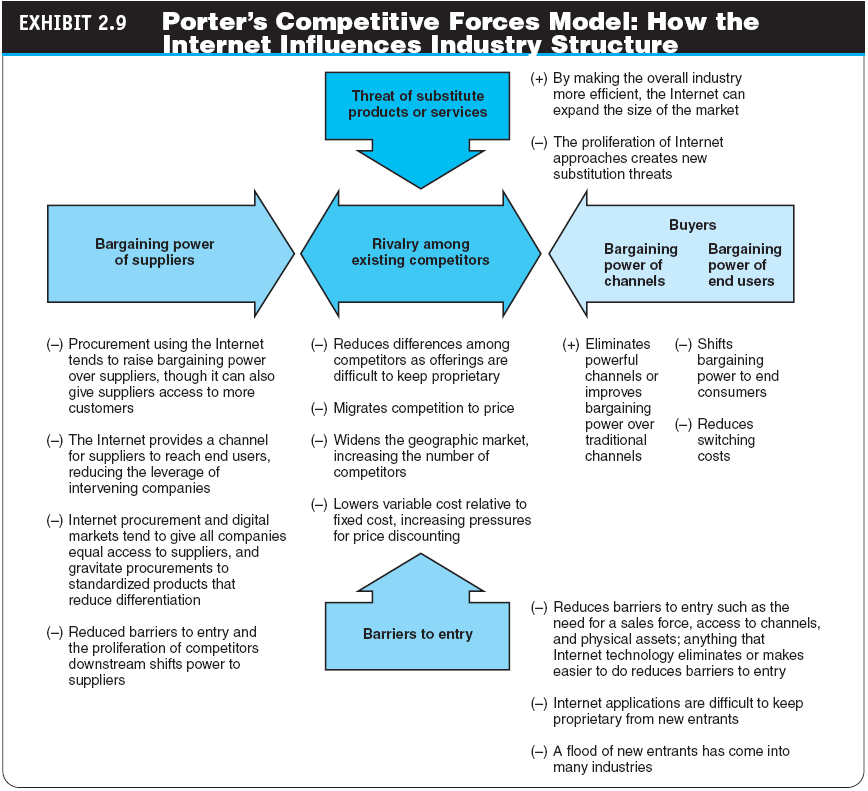 EXHIBIT 2.9
Porter's Competitive Forces Model: How the
Internet Influences Industry Structure
Threat of substitute
products or services
(+) By making the overall industry
more efficient, the Internet can
expand the size of the market
(–) The proliferation of Internet
approaches creates new
substitution threats
Bargaining power
of suppliers
Rivalry among
existing competitors
Buyers
Bargaining
power of
channels
Bargaining
power of
end users
(–) Procurement using the Internet
tends to raise bargaining power
over suppliers, though it can also
give suppliers access to more
customers
(–) The Internet provides a channel
for suppliers to reach end users,
reducing the leverage of
intervening companies
(–) Internet procurement and digital
markets tend to give all companies
equal access to suppliers, and
gravitate procurements to
standardized products that
reduce differentiation
(–) Reduced barriers to entry and
the proliferation of competitors
downstream shifts power to
suppliers
(–) Reduces differences among
competitors as offerings are
difficult to keep proprietary
(–) Migrates competition to price
(–) Widens the geographic market,
increasing the number of
competitors
(–) Lowers variable cost relative to
fixed cost, increasing pressures
for price discounting
(+) Eliminates
powerful
channels or
improves
bargaining
power over
traditional
channels
(–) Shifts
bargaining
power to end
consumers
(–) Reduces
switching
costs
Barriers to entry
(–) Reduces barriers to entry such as the
need for a sales force, access to channels,
and physical assets; anything that
Internet technology eliminates or makes
easier to do reduces barriers to entry
(–) Internet applications are difficult to keep
proprietary from new entrants
(–) A flood of new entrants has come into
many industries